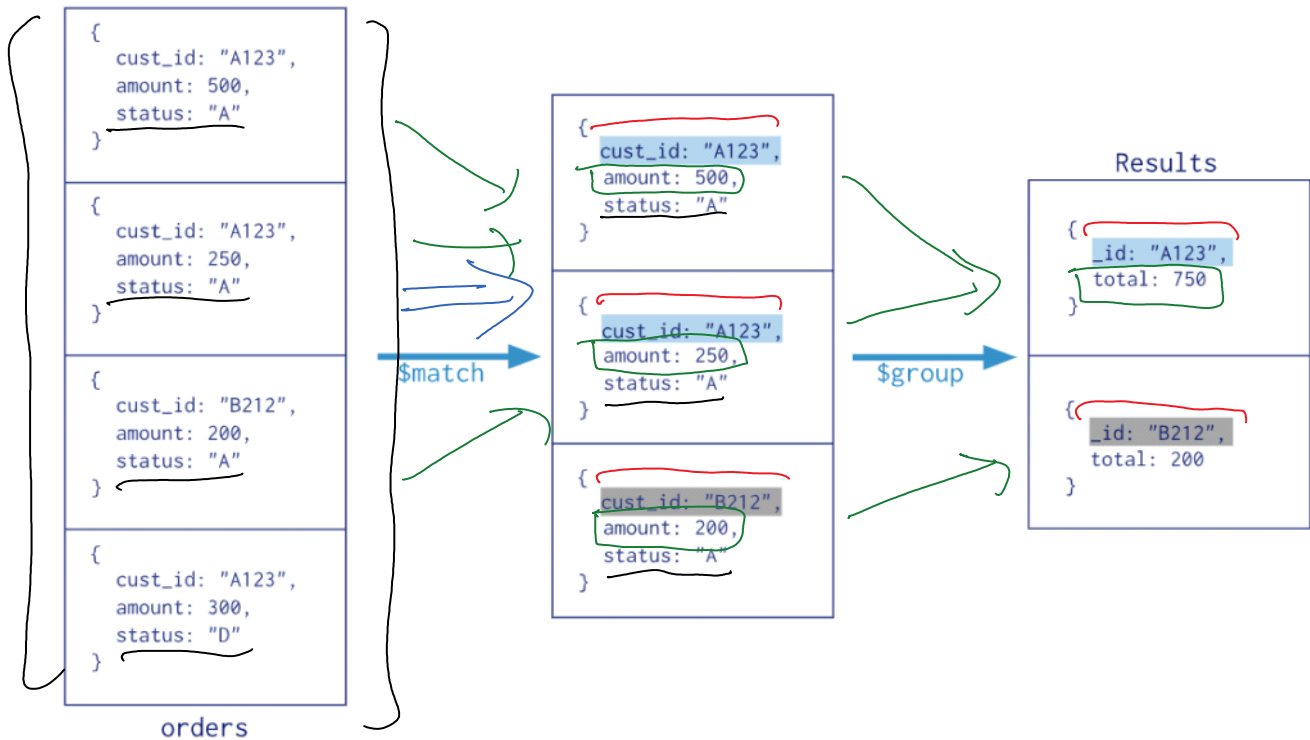 {
cust_id: "A123",
amount: 500,
status: "A"
}
{
cust_id: "A123",
amount: 250,
status: "A"
}
{
cust_id: "B212",
amount: 200,
status: "A"
}
{
cust_id: "A123",
amount: 300,
status: "D"
}
orders
$match
{
cust_id: "A123",
amount: 500,
status: "A"
}
{
cust_id: "A123",
amount: 250,
status: "A"
}
{
cust_id: "B212",
amount: 200,
status: "A"
}
$group
Results
{
_id: "A123",
total: 750
}
{
_id: "B212",
total: 200
}